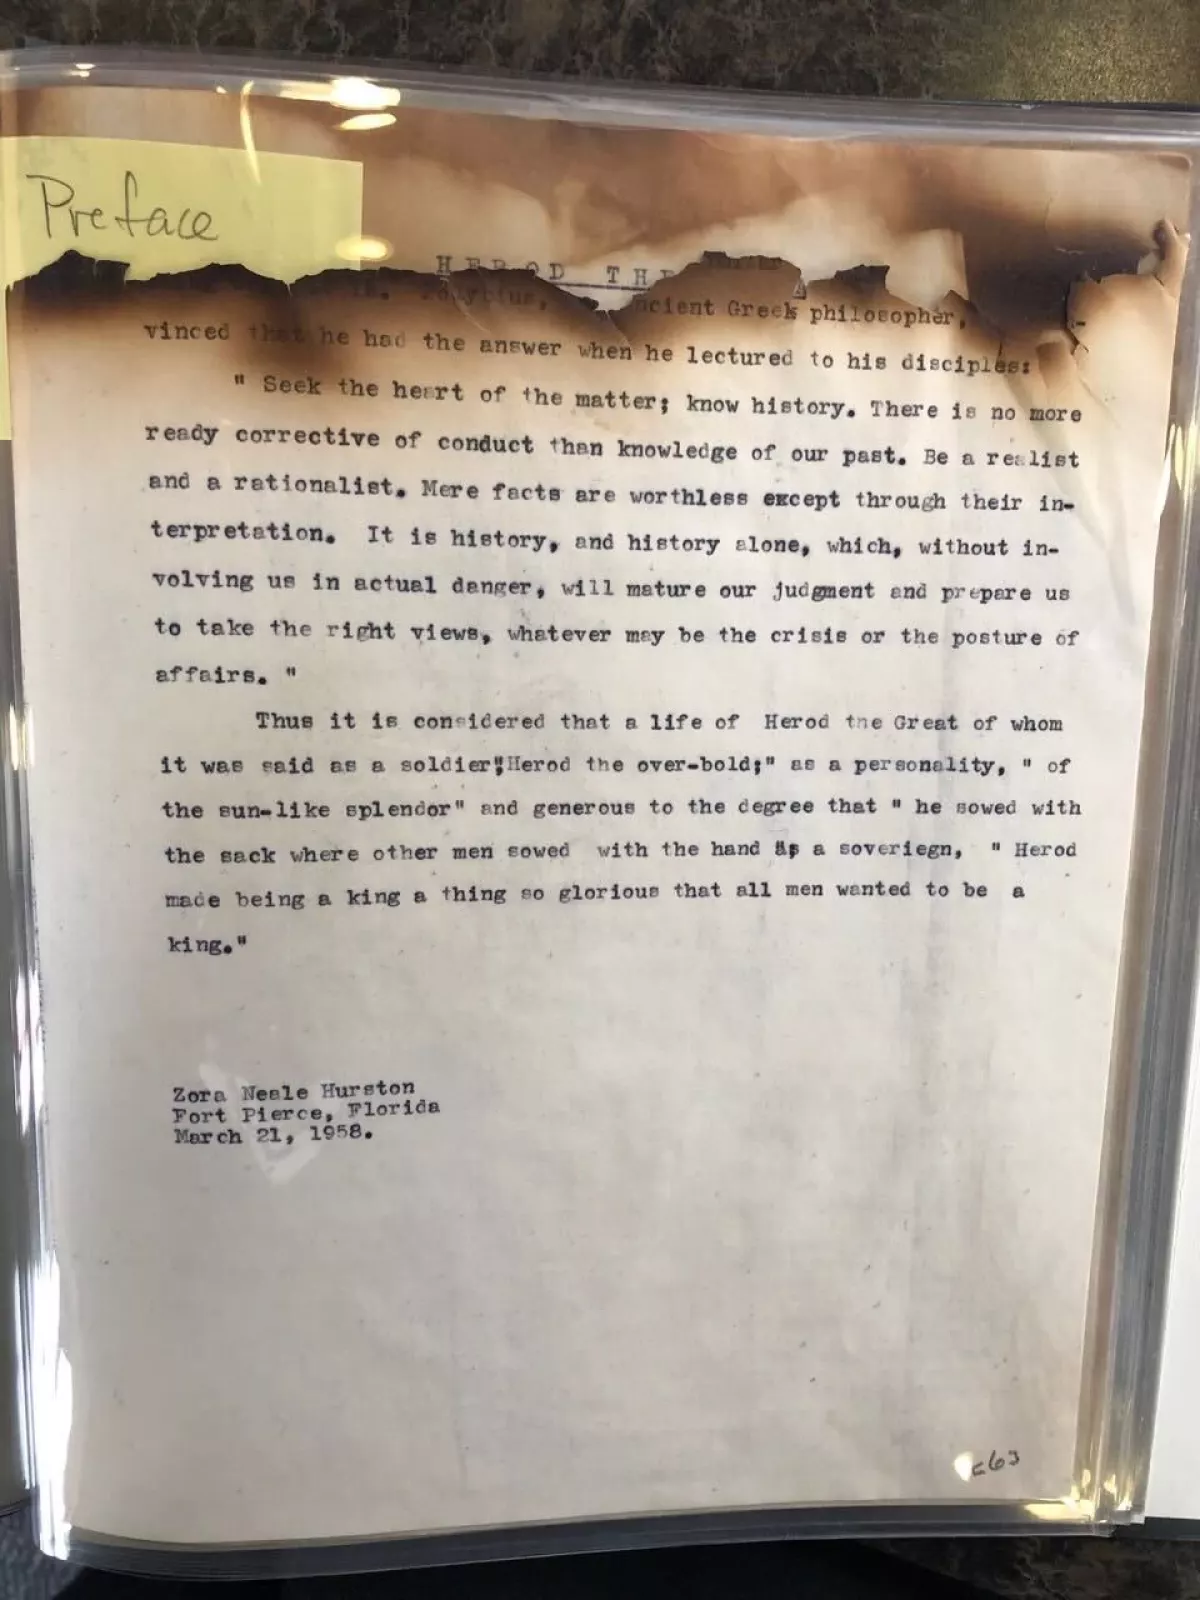 Preface
HEROD TH
Polybius, ncient Greek philosopher,
vinced that he had the answer when he lectured to his disciples:
" Seek the heart of the matter; know history. There is no more
ready corrective of conduct than knowledge of our past. Be a realist
and a rationalist. Mere facts are worthless except through their in-
terpretation. It is history, and history alone, which, without in-
volving us in actual danger, will mature our judgment and prepare us
to take the right views, whatever may be the crisis or the posture of
affairs. "
Thus it is considered that a life of Herod the Great of whom
it was said as a soldier,"Herod the over-bold;" as a personality, " of
the sun-like splendor" and generous to the degree that " he sowed with
the sack where other men sowed with the hand as a soveriegn, " Herod
made being a king a thing so glorious that all men wanted to be a
king."
Zora Neale Hurston
Fort Pierce, Florida
March 21, 1958.